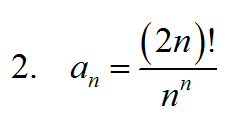 2. aₙ = (2n)! / nⁿ